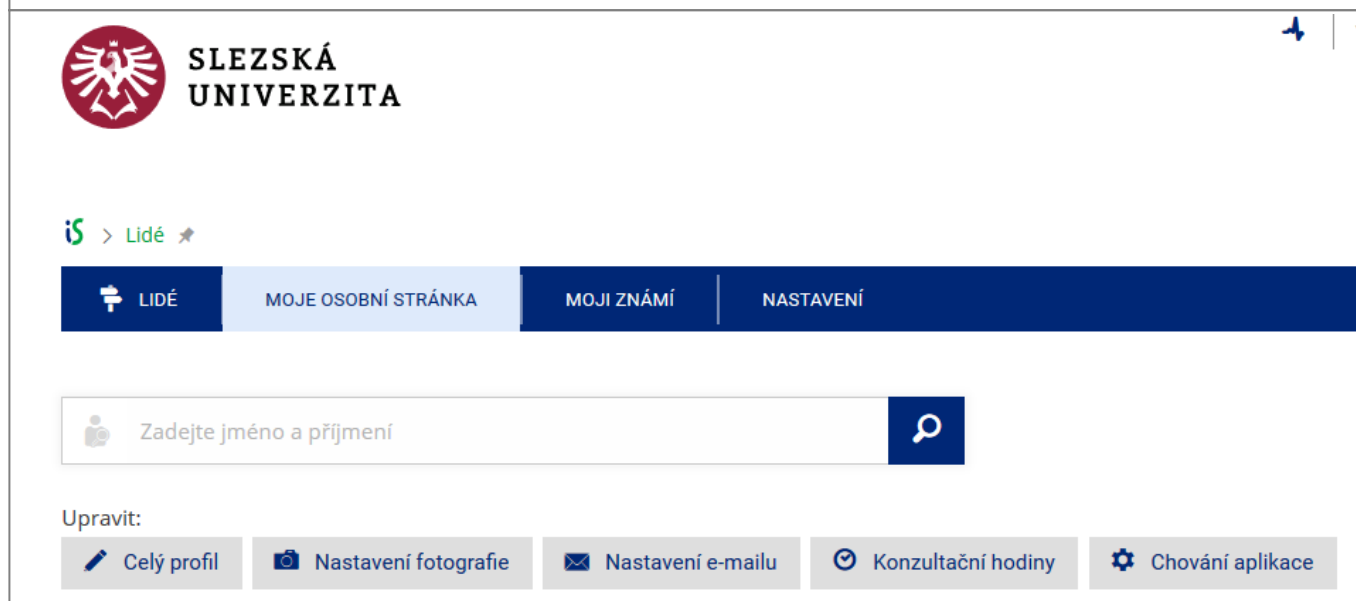 SLEZSKÁ
UNIVERZITA
iS > Lidé
LIDÉ MOJE OSOBNÍ STRÁNKA MOJI ZNÁMÍ NASTAVENÍ
Zadejte jméno a příjmení
Upravit:
Celý profil Nastavení fotografie Nastavení e-mailu Konzultační hodiny Chování aplikace